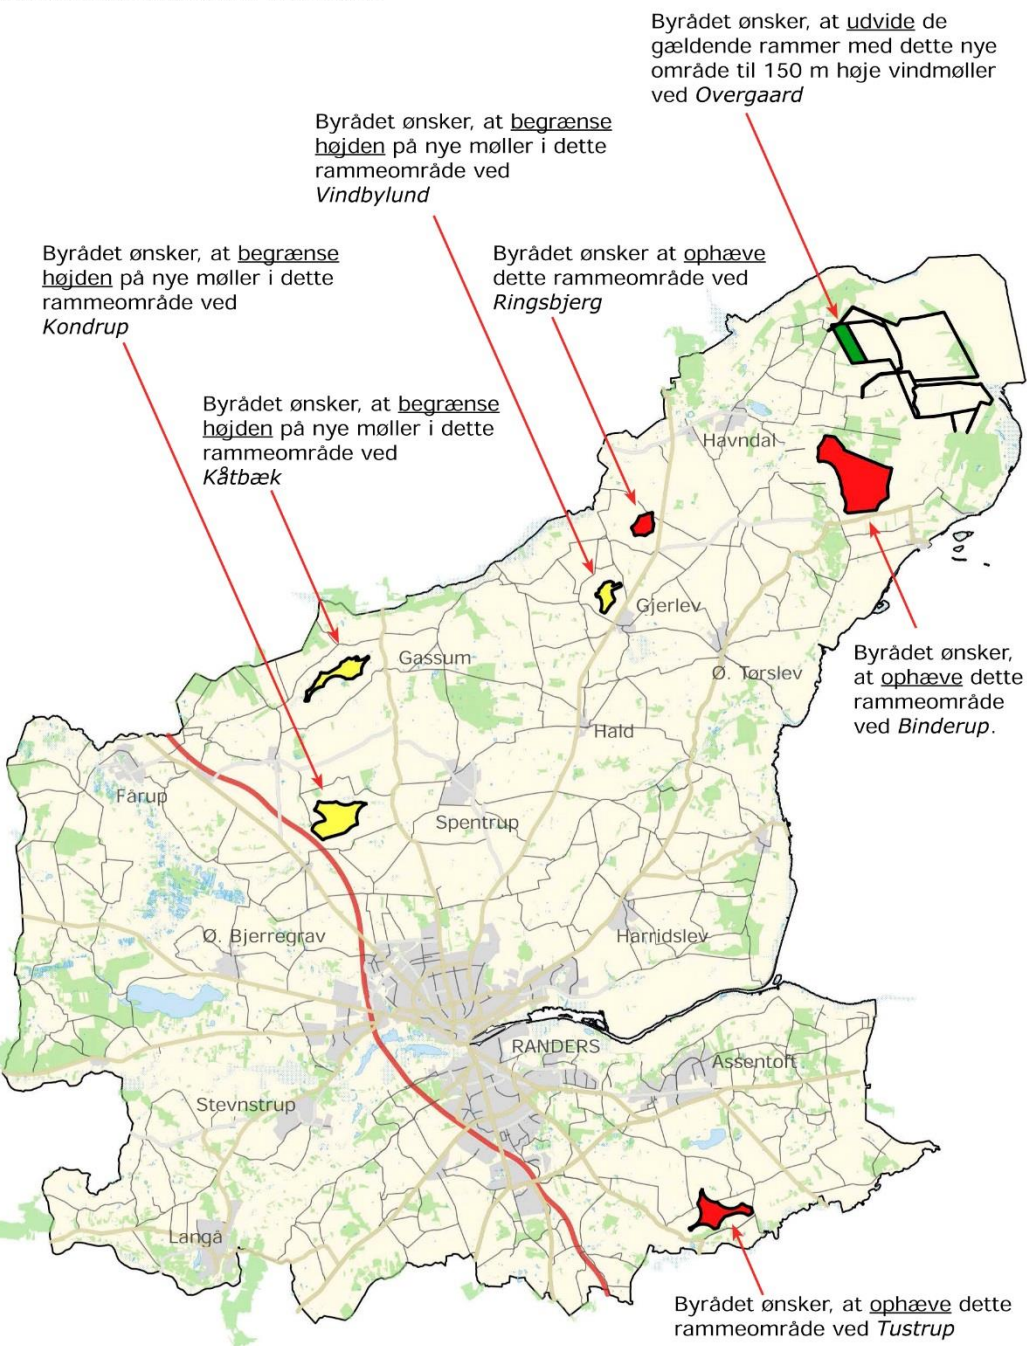 Byrådet ønsker, at udvide de
gældende rammer med dette nye
område til 150 m høje vindmøller
ved Overgaard
Byrådet ønsker, at begrænse
højden på nye møller i dette
rammeområde ved
Vindbylund
Byrådet ønsker, at begrænse
højden på nye møller i dette
rammeområde ved
Kondrup
Byrådet ønsker at ophæve
dette rammeområde ved
Ringsbjerg
Byrådet ønsker, at begrænse
højden på nye møller i dette
rammeområde ved
Kåtbæk
Havndal
Gjerlev
Gassum
Ø. Tørslev
Byrådet ønsker,
at ophæve dette
rammeområde
ved Binderup.
Hald
Fårup
Spentrup
Ø. Bjerregrav
Harridslev
RANDERS
Assentoft
Stevnstrup
Langå
Byrådet ønsker, at ophæve dette
rammeområde ved Tustrup